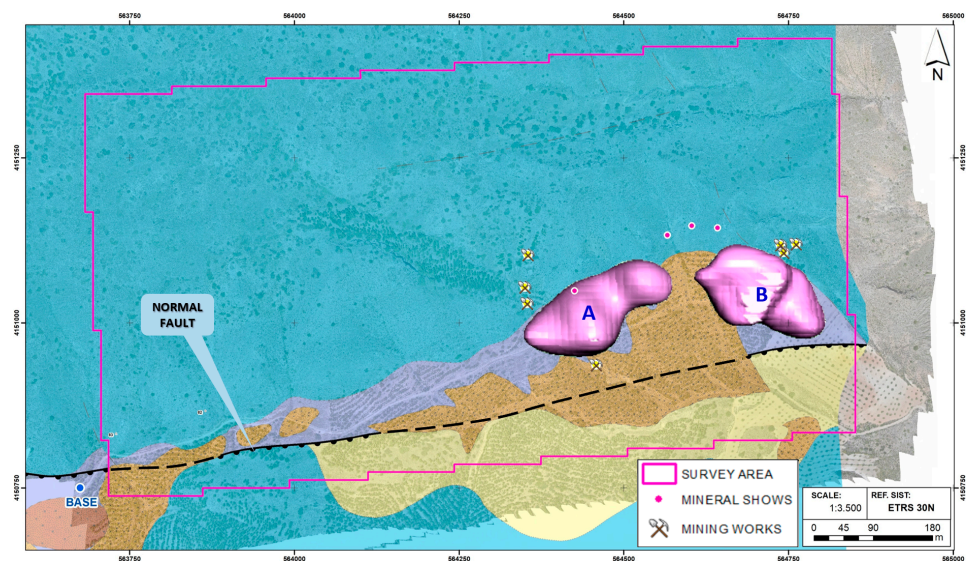 563750 564000 564250 564500 564750 565000
N
4151250 4151250
A
B
NORMAL
FAULT
4151000 4151000
BASE
4150750 4150750
SURVEY AREA
MINERAL SHOWS
MINING WORKS
SCALE: REF. SIST:
1:3.500 ETRS 30N
0 45 90 180
m
563750 564000 564250 564500 564750 565000